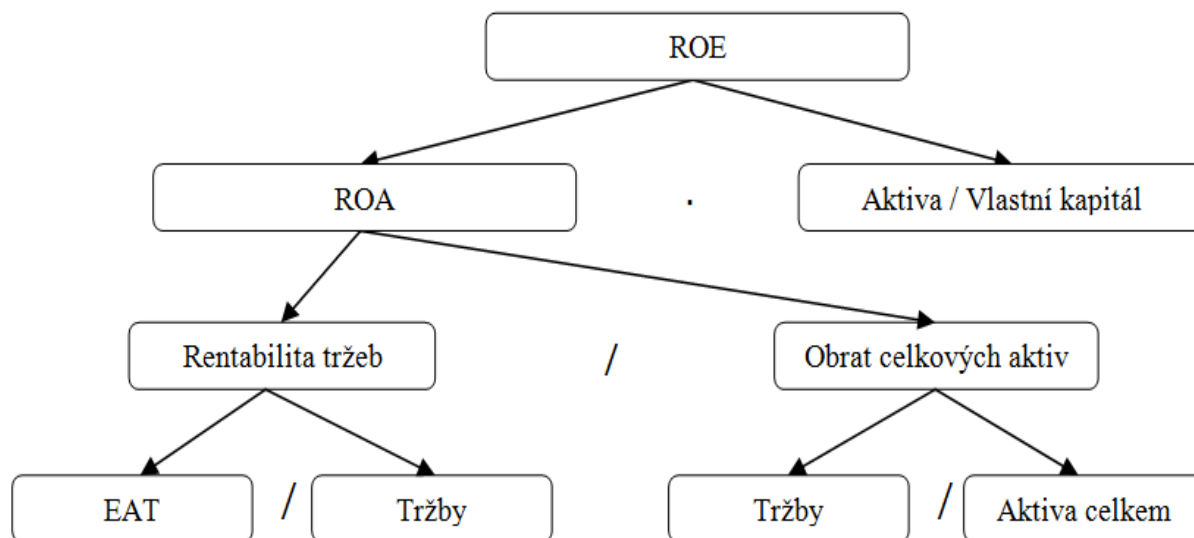 ROE
ROA · Aktiva / Vlastní kapitál
Rentabilita tržeb / Obrat celkových aktiv
EAT / Tržby Tržby / Aktiva celkem